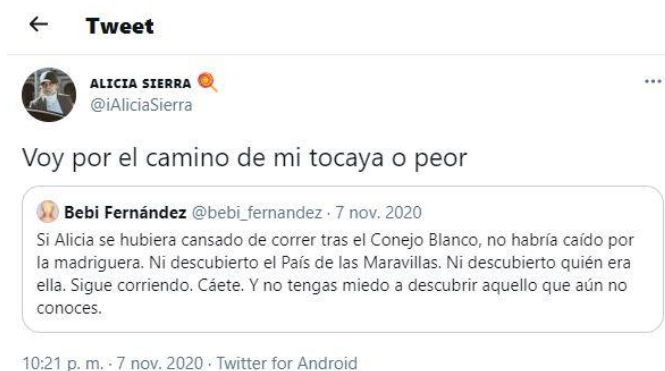 Tweet
ALICIA SIERRA
@iAliciaSierra
Voy por el camino de mi tocaya o peor
Bebi Fernández @bebi_fernandez · 7 nov. 2020
Si Alicia se hubiera cansado de correr tras el Conejo Blanco, no habría caído por
la madriguera. Ni descubierto el País de las Maravillas. Ni descubierto quién era
ella. Sigue corriendo. Cáete. Y no tengas miedo a descubrir aquello que aún no
conoces.
10:21 p. m. · 7 nov. 2020 · Twitter for Android